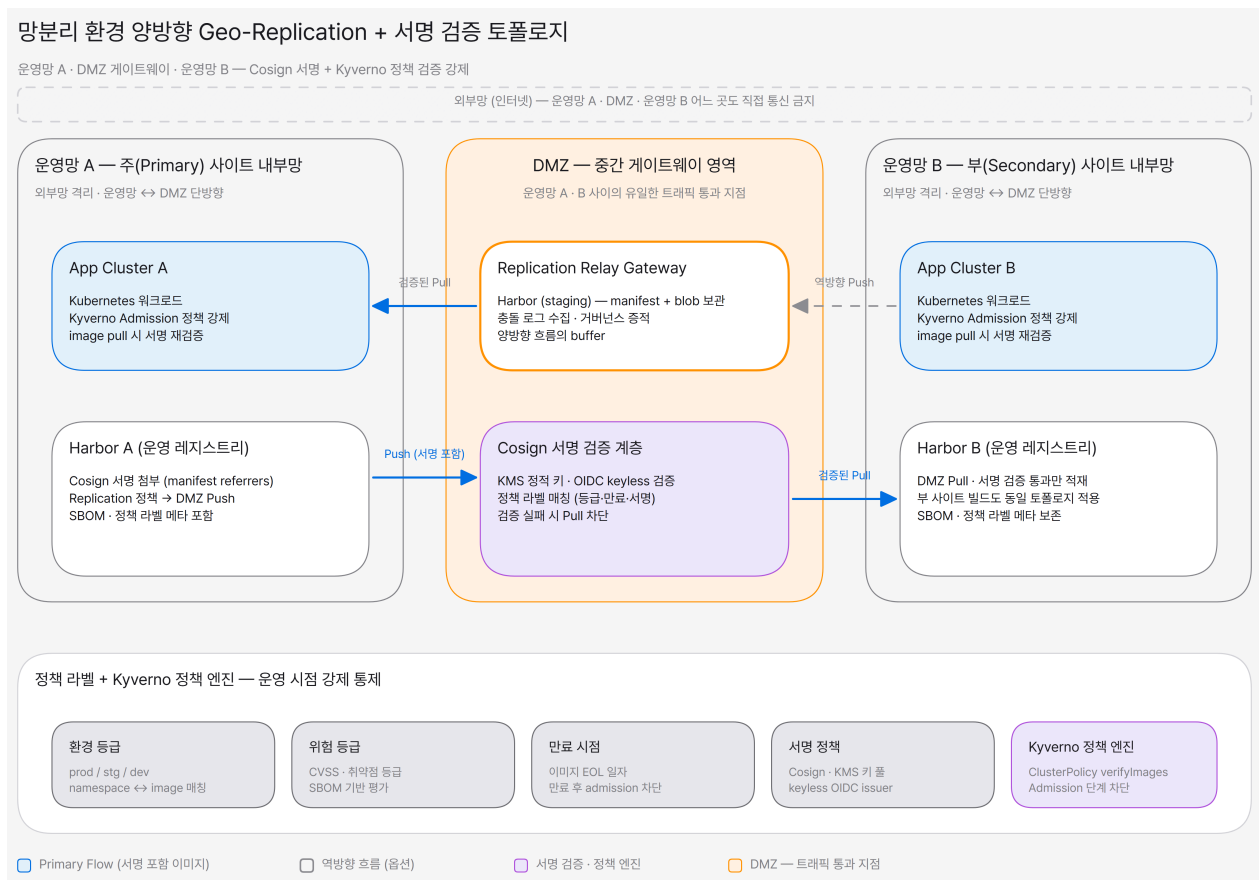 망분리 환경 양방향 Geo-Replication + 서명 검증 토폴로지
운영망 A · DMZ 게이트웨이 · 운영망 B — Cosign 서명 + Kyverno 정책 검증 강제
외부망 (인터넷) — 운영망 A · DMZ · 운영망 B 어느 곳도 직접 통신 금지
운영망 A — 주(Primary) 사이트 내부망
외부망 격리 · 운영망 ↔ DMZ 단방향
App Cluster A
Kubernetes 워크로드
Kyverno Admission 정책 강제
image pull 시 서명 재검증
Harbor A (운영 레지스트리)
Cosign 서명 첨부 (manifest referrers)
Replication 정책 → DMZ Push
SBOM · 정책 라벨 메타 포함
검증된 Pull
Push (서명 포함)
DMZ — 중간 게이트웨이 영역
운영망 A · B 사이의 유일한 트래픽 통과 지점
Replication Relay Gateway
Harbor (staging) — manifest + blob 보관
충돌 로그 수집 · 거버넌스 증적
양방향 흐름의 buffer
Cosign 서명 검증 계층
KMS 정적 키 · OIDC keyless 검증
정책 라벨 매칭 (등급·만료·서명)
검증 실패 시 Pull 차단
역방향 Push
검증된 Pull
운영망 B — 부(Secondary) 사이트 내부망
외부망 격리 · 운영망 ↔ DMZ 단방향
App Cluster B
Kubernetes 워크로드
Kyverno Admission 정책 강제
image pull 시 서명 재검증
Harbor B (운영 레지스트리)
DMZ Pull · 서명 검증 통과만 적재
부 사이트 빌드도 동일 토폴로지 적용
SBOM · 정책 라벨 메타 보존
정책 라벨 + Kyverno 정책 엔진 — 운영 시점 강제 통제
환경 등급
prod / stg / dev
namespace ↔ image 매칭
위험 등급
CVSS · 취약점 등급
SBOM 기반 평가
만료 시점
이미지 EOL 일자
만료 후 admission 차단
서명 정책
Cosign · KMS 키 풀
keyless OIDC issuer
Kyverno 정책 엔진
ClusterPolicy verifyImages
Admission 단계 차단
Primary Flow (서명 포함 이미지)
역방향 흐름 (옵션)
서명 검증 · 정책 엔진
DMZ — 트래픽 통과 지점